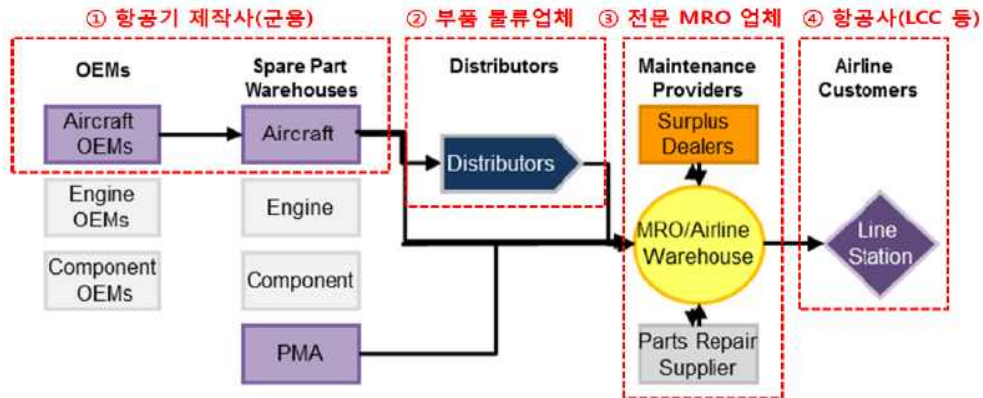 ① 항공기 제작사(군용)
② 부품 물류업체
③ 전문 MRO 업체
④ 항공사(LCC 등)
OEMs
Spare Part
Warehouses
Distributors
Maintenance
Providers
Airline
Customers
Aircraft
OEMs
Aircraft
Distributors
Surplus
Dealers
Engine
OEMs
Engine
MRO/Airline
Warehouse
Line
Station
Component
OEMs
Component
PMA
Parts Repair
Supplier